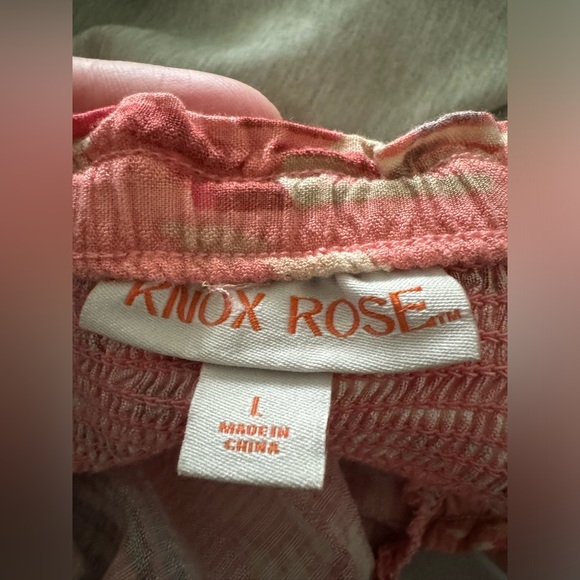 KNOX ROSE™
L
MADE IN
CHINA